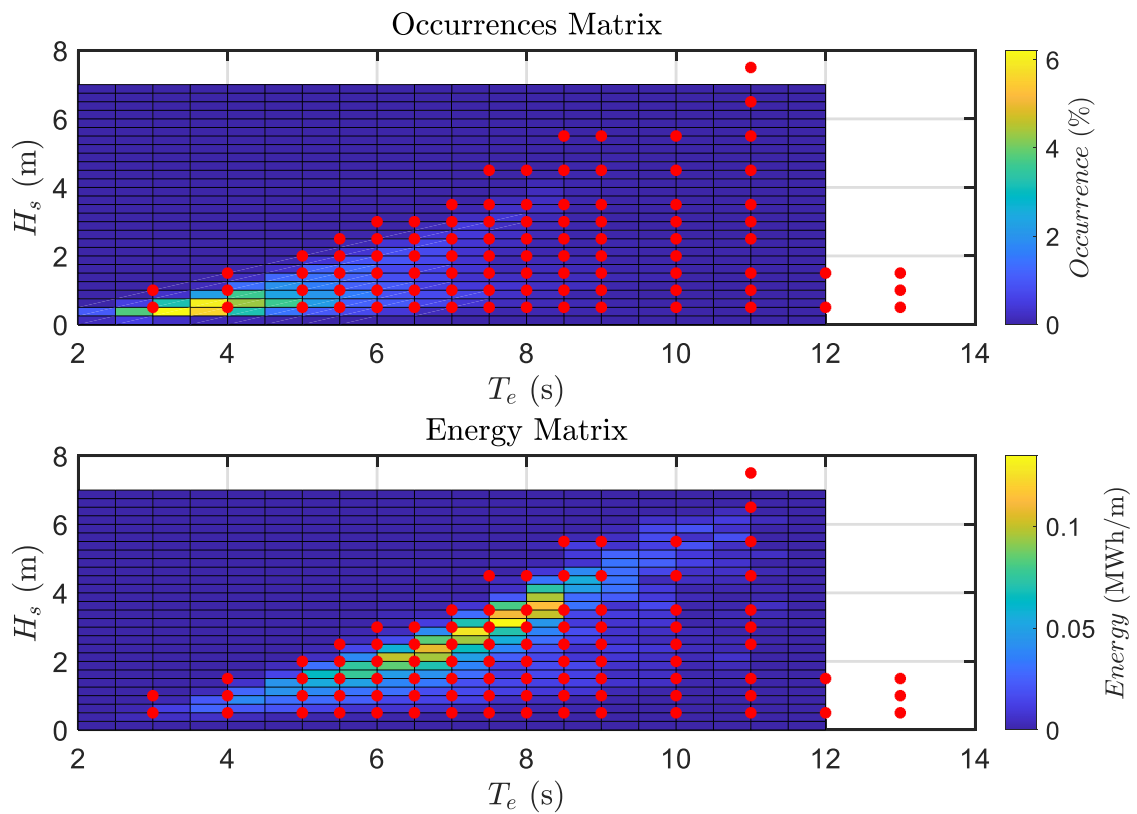 Occurrences Matrix
8
6
4
2
0
H_s (m)
2 4 6 8 10 12 14
T_e (s)
6
4
2
0
Occurrence (%)
Energy Matrix
8
6
4
2
0
H_s (m)
2 4 6 8 10 12 14
T_e (s)
0.1
0.05
0
Energy (MWh/m)